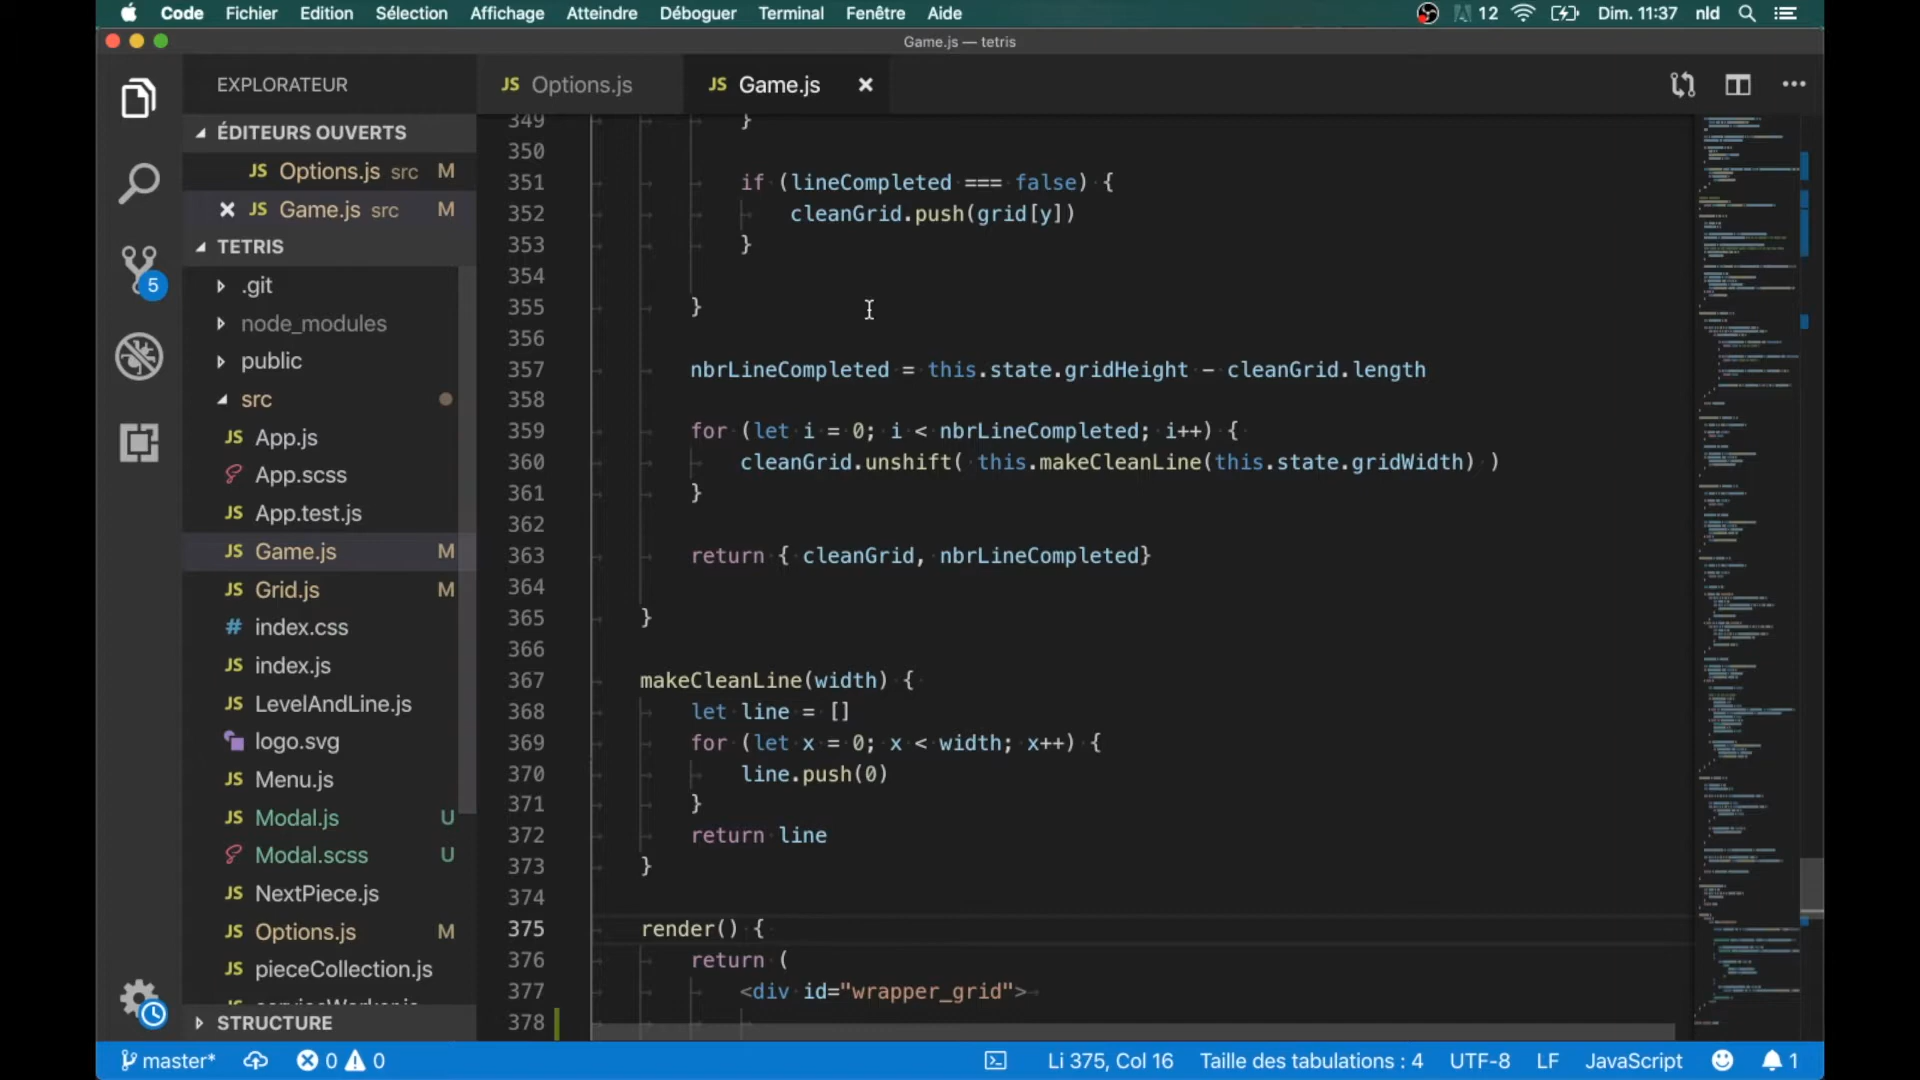 Code Fichier Edition Sélection Affichage Atteindre Déboguer Terminal Fenêtre Aide 12 Dim. 11:37 nld
Game.js — tetris
EXPLORATEUR
ÉDITEURS OUVERTS
JS Options.js src M
JS Game.js src M
TETRIS
.git
node_modules
public
src
JS App.js
App.scss
JS App.test.js
JS Game.js M
JS Grid.js M
# index.css
JS index.js
JS LevelAndLine.js
logo.svg
JS Menu.js
JS Modal.js U
Modal.scss U
JS NextPiece.js
JS Options.js M
JS pieceCollection.js
STRUCTURE
5
JS Options.js JS Game.js
349 }
350
351 if (lineCompleted === false) {
352 cleanGrid.push(grid[y])
353 }
354
355 }
356
357 nbrLineCompleted = this.state.gridHeight - cleanGrid.length
358
359 for (let i = 0; i < nbrLineCompleted; i++) {
360 cleanGrid.unshift( this.makeCleanLine(this.state.gridWidth) )
361 }
362
363 return { cleanGrid, nbrLineCompleted}
364
365 }
366
367 makeCleanLine(width) {
368 let line = []
369 for (let x = 0; x < width; x++) {
370 line.push(0)
371 }
372 return line
373 }
374
375 render() {
376 return (
377 <div id="wrapper_grid">
378
master* 0 0 Li 375, Col 16 Taille des tabulations : 4 UTF-8 LF JavaScript 1